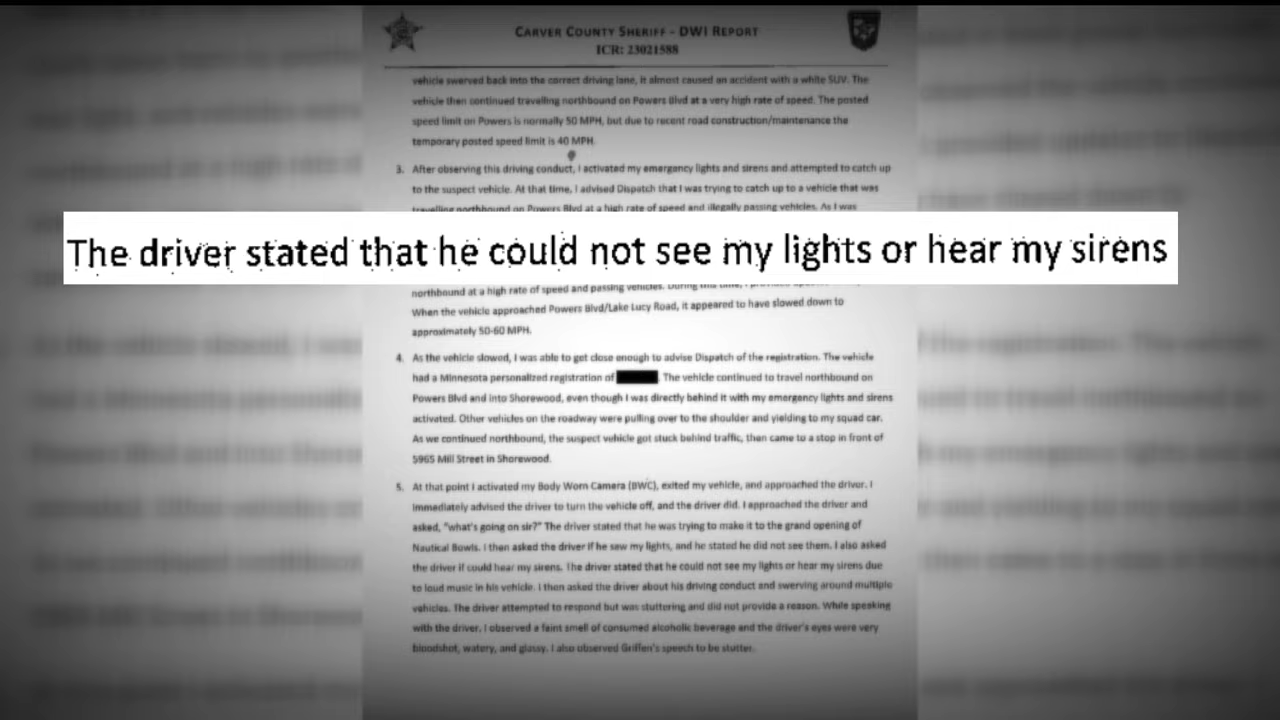 CARVER COUNTY SHERIFF - DWI REPORT
ICR: 23021588
vehicle swerved back into the correct driving lane, it almost caused an accident with a white SUV. The
vehicle then continued travelling northbound on Powers Blvd at a very high rate of speed. The posted
speed limit on Powers is normally 50 MPH, but due to recent road construction/maintenance the
temporary posted speed limit is 40 MPH.
3. After observing this driving conduct, I activated my emergency lights and sirens and attempted to catch up
to the suspect vehicle. At that time, I advised Dispatch that I was trying to catch up to a vehicle that was
travelling northbound on Powers Blvd at a high rate of speed and illegally passing vehicles. As I was
The driver stated that he could not see my lights or hear my sirens
northbound at a high rate of speed and passing vehicles. During this time, I
When the vehicle approached Powers Blvd/Lake Lucy Road, it appeared to have slowed down to
approximately 50-60 MPH.
4. As the vehicle slowed, I was able to get close enough to advise Dispatch of the registration. The vehicle
had a Minnesota personalized registration of . The vehicle continued to travel northbound on
Powers Blvd and into Shorewood, even though I was directly behind it with my emergency lights and sirens
activated. Other vehicles on the roadway were pulling over to the shoulder and yielding to my squad car.
As we continued northbound, the suspect vehicle got stuck behind traffic, then came to a stop in front of
5965 Mill Street in Shorewood.
5. At that point I activated my Body Worn Camera (BWC), exited my vehicle, and approached the driver. I
immediately advised the driver to turn the vehicle off, and the driver did. I approached the driver and
asked, "what's going on sir?" The driver stated that he was trying to make it to the grand opening of
Nautical Bowls. I then asked the driver if he saw my lights, and he stated he did not see them. I also asked
the driver if could hear my sirens. The driver stated that he could not see my lights or hear my sirens due
to loud music in his vehicle. I then asked the driver about his driving conduct and swerving around multiple
vehicles. The driver attempted to respond but was stuttering and did not provide a reason. While speaking
with the driver, I observed a faint smell of consumed alcoholic beverage and the driver's eyes were very
bloodshot, watery, and glassy. I also observed Griffen's speech to be stutter.